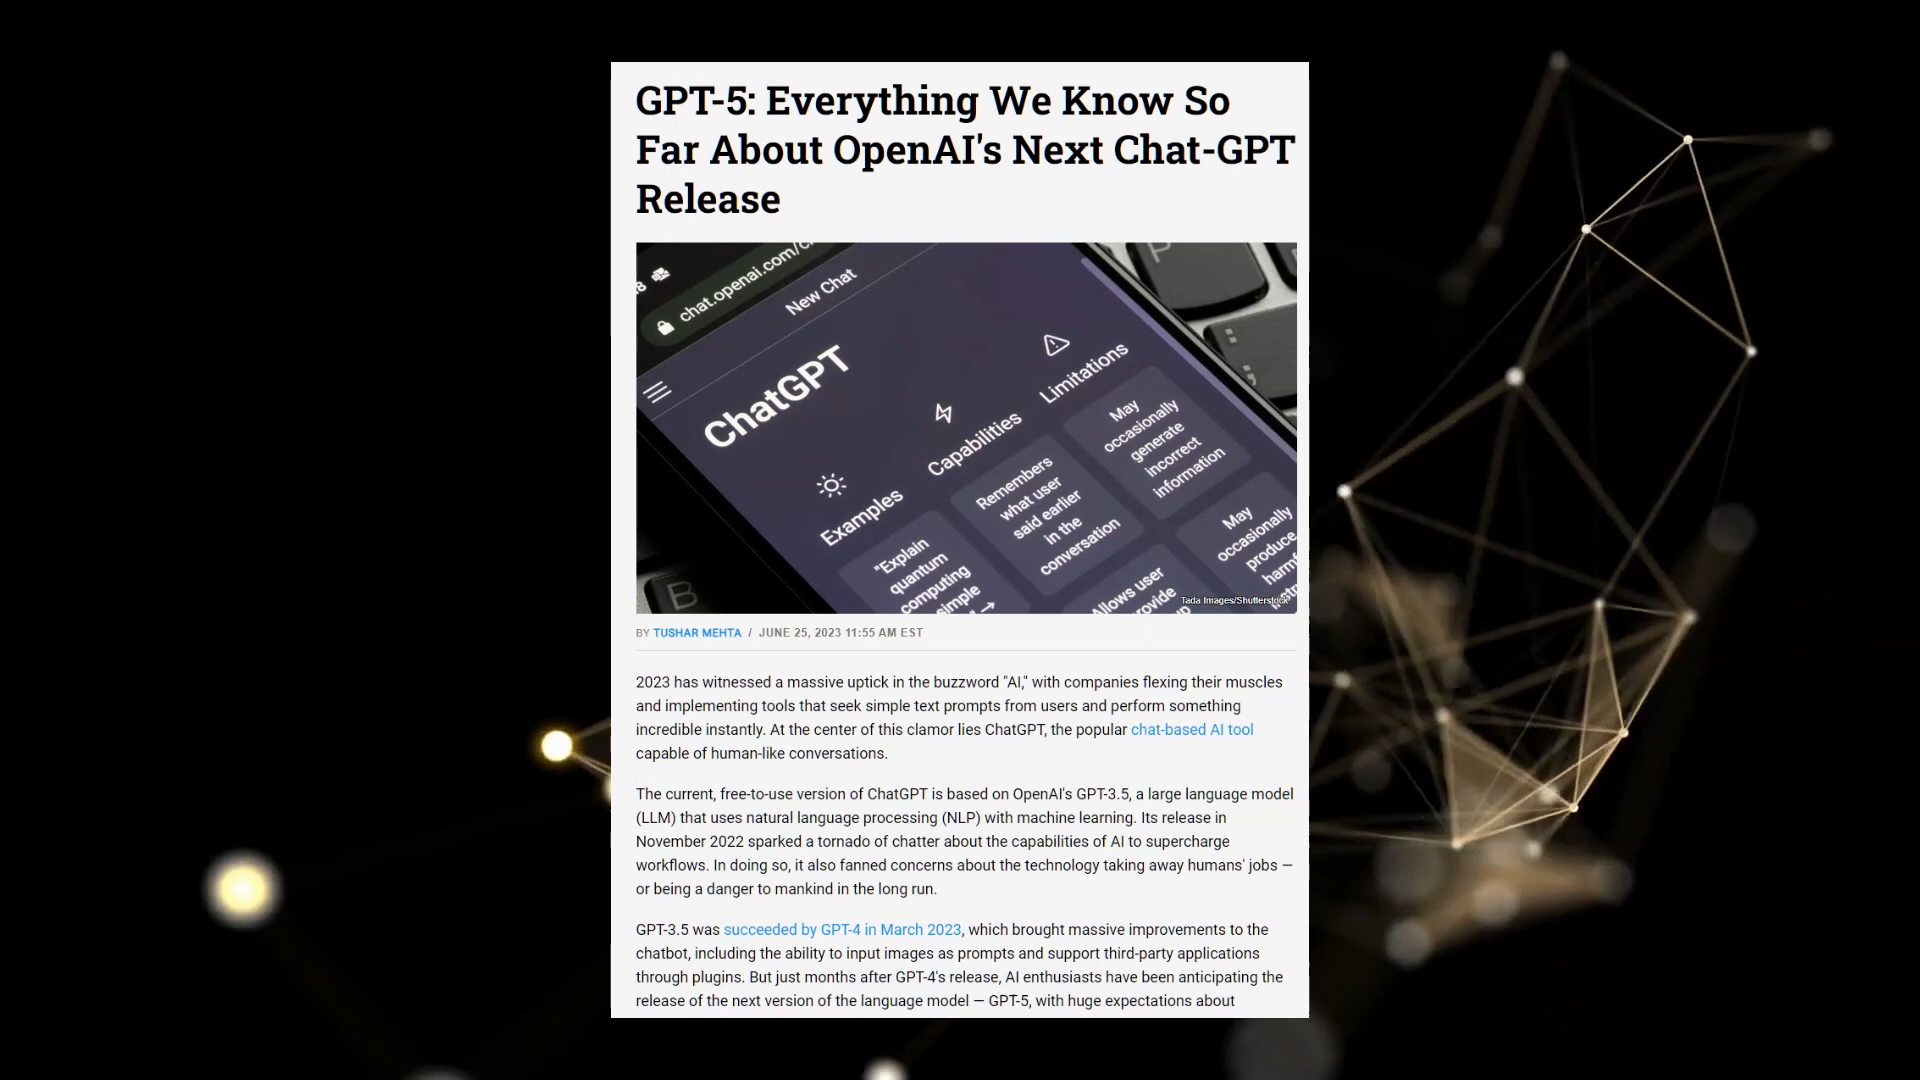 GPT-5: Everything We Know So
Far About OpenAI's Next Chat-GPT
Release
chat.openai.com/c
New Chat
ChatGPT
Examples
Capabilities
Limitations
"Explain
quantum
computing
simple
" →
Remembers
what user
said earlier
in the
conversation
Allows user
May
occasionally
generate
incorrect
information
May
occasionally
produce
P
B
Tada Images/Shutterstock
BY TUSHAR MEHTA / JUNE 25, 2023 11:55 AM EST
2023 has witnessed a massive uptick in the buzzword "AI," with companies flexing their muscles
and implementing tools that seek simple text prompts from users and perform something
incredible instantly. At the center of this clamor lies ChatGPT, the popular chat-based AI tool
capable of human-like conversations.
The current, free-to-use version of ChatGPT is based on OpenAI's GPT-3.5, a large language model
(LLM) that uses natural language processing (NLP) with machine learning. Its release in
November 2022 sparked a tornado of chatter about the capabilities of AI to supercharge
workflows. In doing so, it also fanned concerns about the technology taking away humans' jobs —
or being a danger to mankind in the long run.
GPT-3.5 was succeeded by GPT-4 in March 2023, which brought massive improvements to the
chatbot, including the ability to input images as prompts and support third-party applications
through plugins. But just months after GPT-4's release, AI enthusiasts have been anticipating the
release of the next version of the language model — GPT-5, with huge expectations about